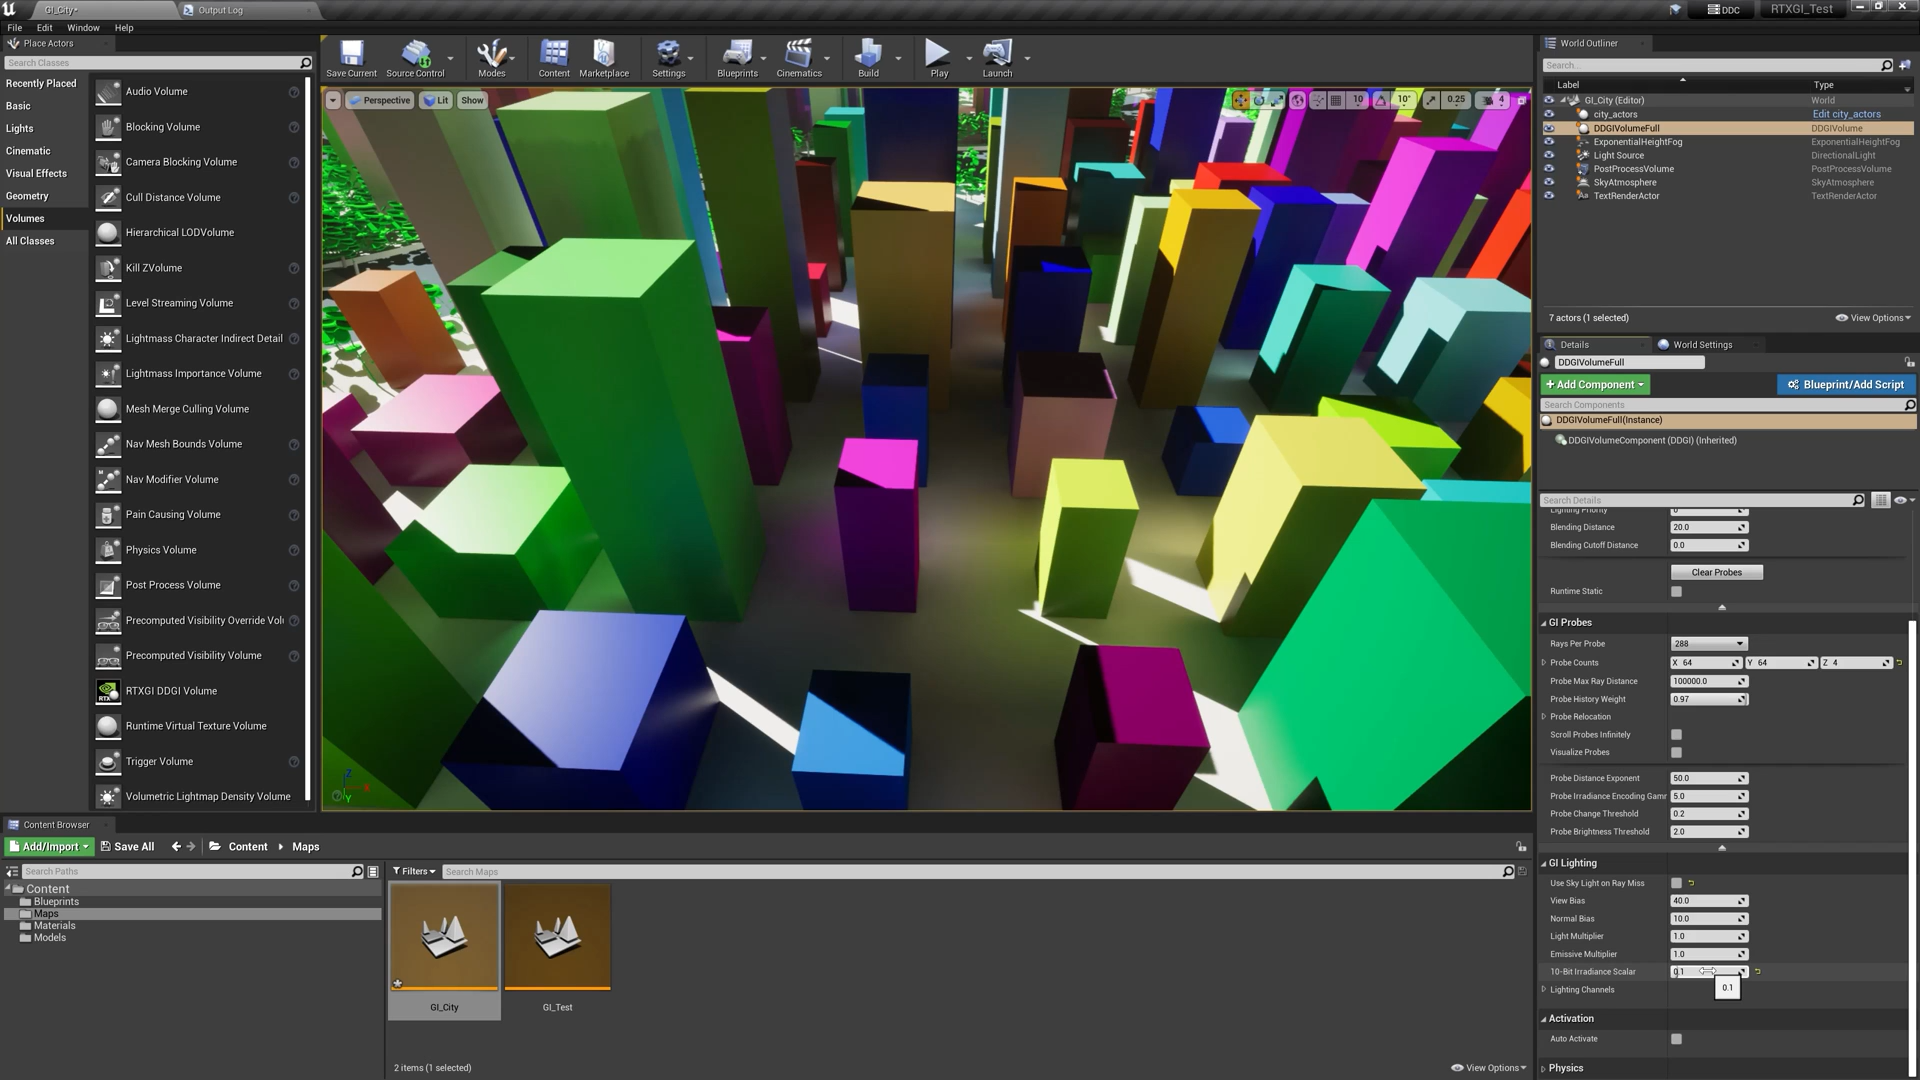 GI_City•
Output Log
DDC
RTXGI_Test
File
Edit
Window
Help
Place Actors
Search Classes
Recently Placed
Basic
Lights
Cinematic
Visual Effects
Geometry
Volumes
All Classes
Audio Volume
Blocking Volume
Camera Blocking Volume
Cull Distance Volume
Hierarchical LODVolume
Kill ZVolume
Level Streaming Volume
Lightmass Character Indirect Detail
Lightmass Importance Volume
Mesh Merge Culling Volume
Nav Mesh Bounds Volume
Nav Modifier Volume
Pain Causing Volume
Physics Volume
Post Process Volume
Precomputed Visibility Override Volu
Precomputed Visibility Volume
RTXGI DDGI Volume
Runtime Virtual Texture Volume
Trigger Volume
Volumetric Lightmap Density Volume
Save Current
Source Control
Modes
Content
Marketplace
Settings
Blueprints
Cinematics
Build
Play
Launch
Perspective
Lit
Show
10
10°
0.25
4
Z
X
Y
World Outliner
Search...
Label
Type
GI_City (Editor)
World
city_actors
Edit city_actors
DDGIVolumeFull
DDGIVolume
ExponentialHeightFog
ExponentialHeightFog
Light Source
DirectionalLight
PostProcessVolume
PostProcessVolume
SkyAtmosphere
SkyAtmosphere
TextRenderActor
TextRenderActor
7 actors (1 selected)
View Options
Details
World Settings
DDGIVolumeFull
+ Add Component
Blueprint/Add Script
Search Components
DDGIVolumeFull(Instance)
DDGIVolumeComponent (DDGI) (Inherited)
Search Details
Lighting Priority
0
Blending Distance
20.0
Blending Cutoff Distance
0.0
Clear Probes
Runtime Static
GI Probes
Rays Per Probe
288
Probe Counts
X 64
Y 64
Z 4
Probe Max Ray Distance
100000.0
Probe History Weight
0.97
Probe Relocation
Scroll Probes Infinitely
Visualize Probes
Probe Distance Exponent
50.0
Probe Irradiance Encoding Gamr
5.0
Probe Change Threshold
0.2
Probe Brightness Threshold
2.0
GI Lighting
Use Sky Light on Ray Miss
View Bias
40.0
Normal Bias
10.0
Light Multiplier
1.0
Emissive Multiplier
1.0
10-Bit Irradiance Scalar
0.1
0.1
Lighting Channels
Activation
Auto Activate
Physics
Content Browser
Add/Import
Save All
Content
Maps
Search Paths
Content
Blueprints
Maps
Materials
Models
Filters
Search Maps
GI_City
GI_Test
2 items (1 selected)
View Options